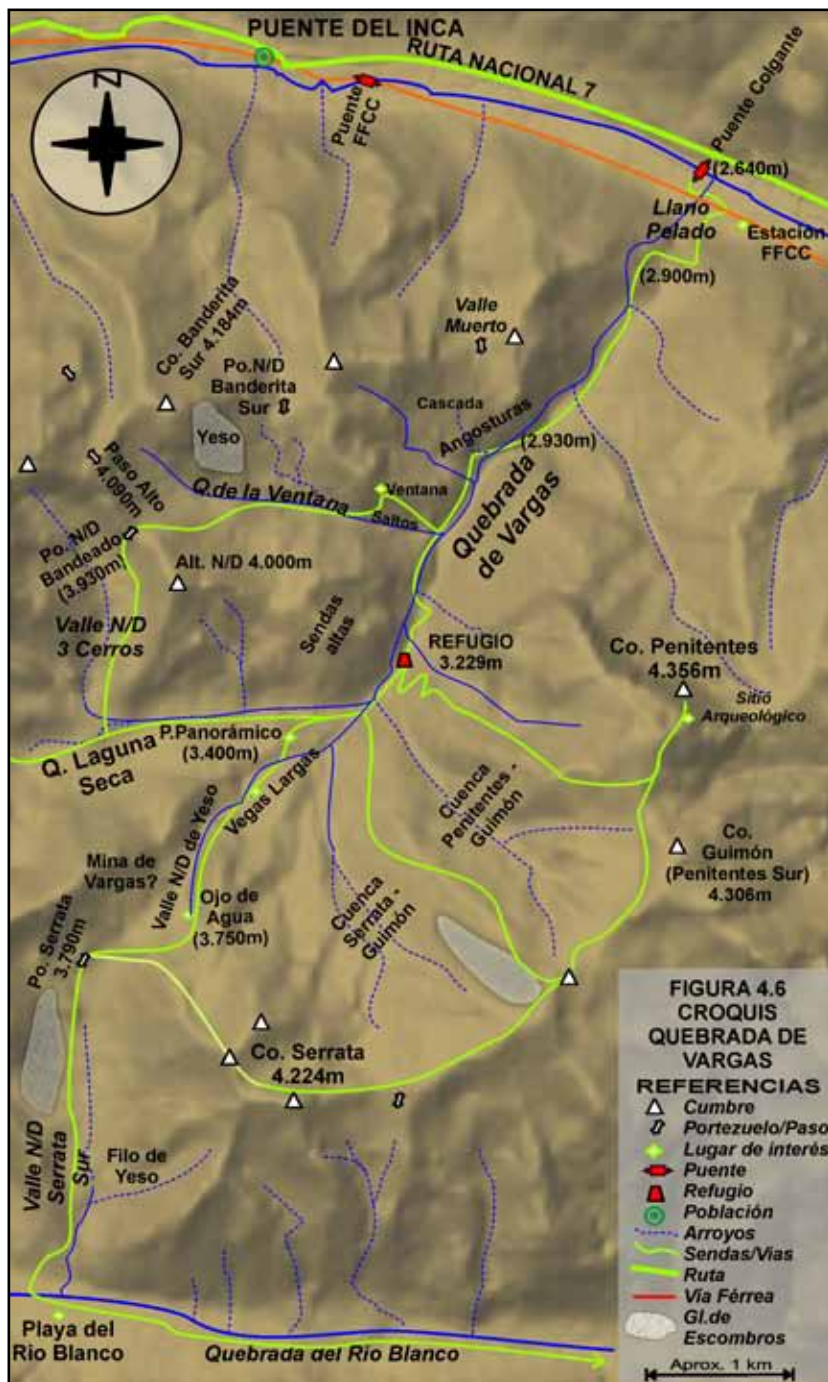 PUENTE DEL INCA
RUTA NACIONAL 7
N
Puente
FFCC
Puente Colgante
(2.640m)
Llano
Pelado
Estación
FFCC
(2.900m)
Valle
Muerto
Co. Banderita
Sur 4.184m
Po.N/D
Banderita
Sur
Cascada
Angosturas
(2.930m)
Yeso
Paso Alto
4.090m
Q.de la Ventana
Ventana
Saltos
Quebrada
de Vargas
Po. N/D
Bandeado
(3.930m)
Alt. N/D 4.000m
Valle N/D
3 Cerros
Sendas
altas
REFUGIO
3.229m
Co. Penitentes
4.356m
Sitio
Arqueológico
P.Panorámico
(3.400m)
Q. Laguna
Seca
Vegas Largas
Cuenca
Penitentes -
Guimón
Co.
Guimón
(Penitentes Sur)
4.306m
Mina de
Vargas?
Valle N/D de Yeso
Ojo de
Agua
(3.750m)
Cuenca
Serrata -
Guimón
Po. Serrata
3.790m
Co. Serrata
4.224m
Valle N/D
Serrata
Sur
Filo de
Yeso
Playa del
Rio Blanco
Quebrada del Rio Blanco
FIGURA 4.6
CROQUIS
QUEBRADA DE
VARGAS
REFERENCIAS
Cumbre
Portezuelo/Paso
Lugar de interés
Puente
Refugio
Población
Arroyos
Sendas/Vias
Ruta
Vía Férrea
Gl.de
Escombros
Aprox. 1 km